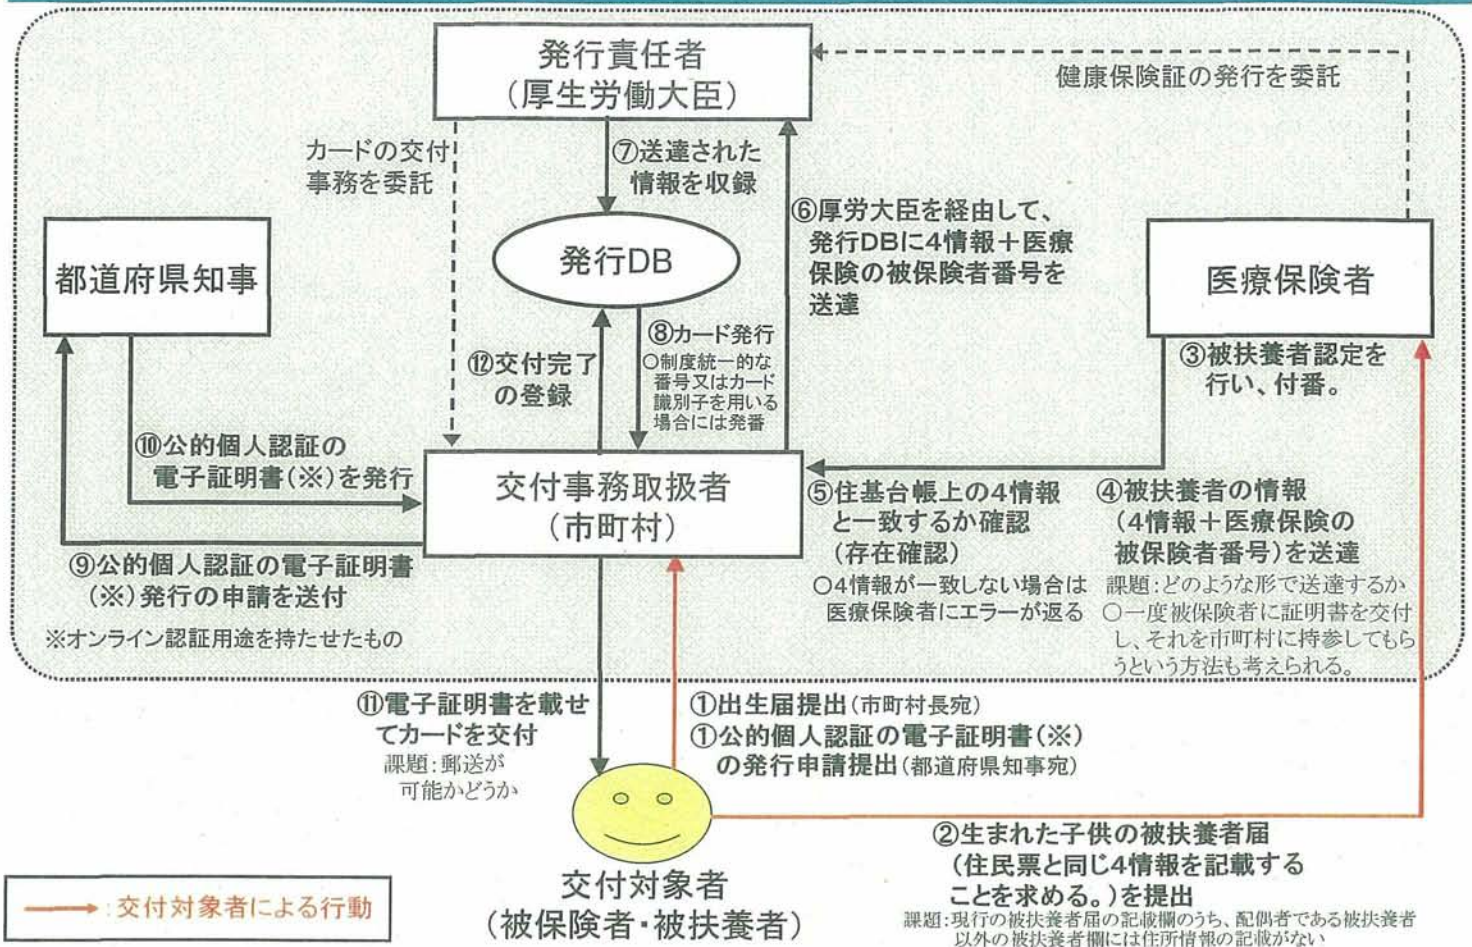 発行責任者
(厚生労働大臣)
健康保険証の発行を委託
カードの交付
事務を委託
⑦送達された
情報を収録
⑥厚労大臣を経由して、
発行DBに4情報+医療
保険の被保険者番号を
送達
都道府県知事
発行DB
医療保険者
⑧カード発行
○制度統一的な
番号又はカード
識別子を用いる
場合には発番
⑫交付完了
の登録
③被扶養者認定を
行い、付番。
⑩公的個人認証の
電子証明書(※)を発行
交付事務取扱者
(市町村)
⑤住基台帳上の4情報
と一致するか確認
(存在確認)
○4情報が一致しない場合は
医療保険者にエラーが返る
④被扶養者の情報
(4情報+医療保険の
被保険者番号)を送達
課題:どのような形で送達するか
○一度被保険者に証明書を交付
し、それを市町村に持参してもら
うという方法も考えられる。
⑨公的個人認証の電子証明書
(※)発行の申請を送付
※オンライン認証用途を持たせたもの
⑪電子証明書を載せ
てカードを交付
課題:郵送が
可能かどうか
①出生届提出(市町村長宛)
①公的個人認証の電子証明書(※)
の発行申請提出(都道府県知事宛)
②生まれた子供の被扶養者届
(住民票と同じ4情報を記載する
ことを求める。)を提出
課題:現行の被扶養者届の記載欄のうち、配偶者である被扶養者
以外の被扶養者欄には住所情報の記載がない
交付対象者
(被保険者・被扶養者)
:交付対象者による行動